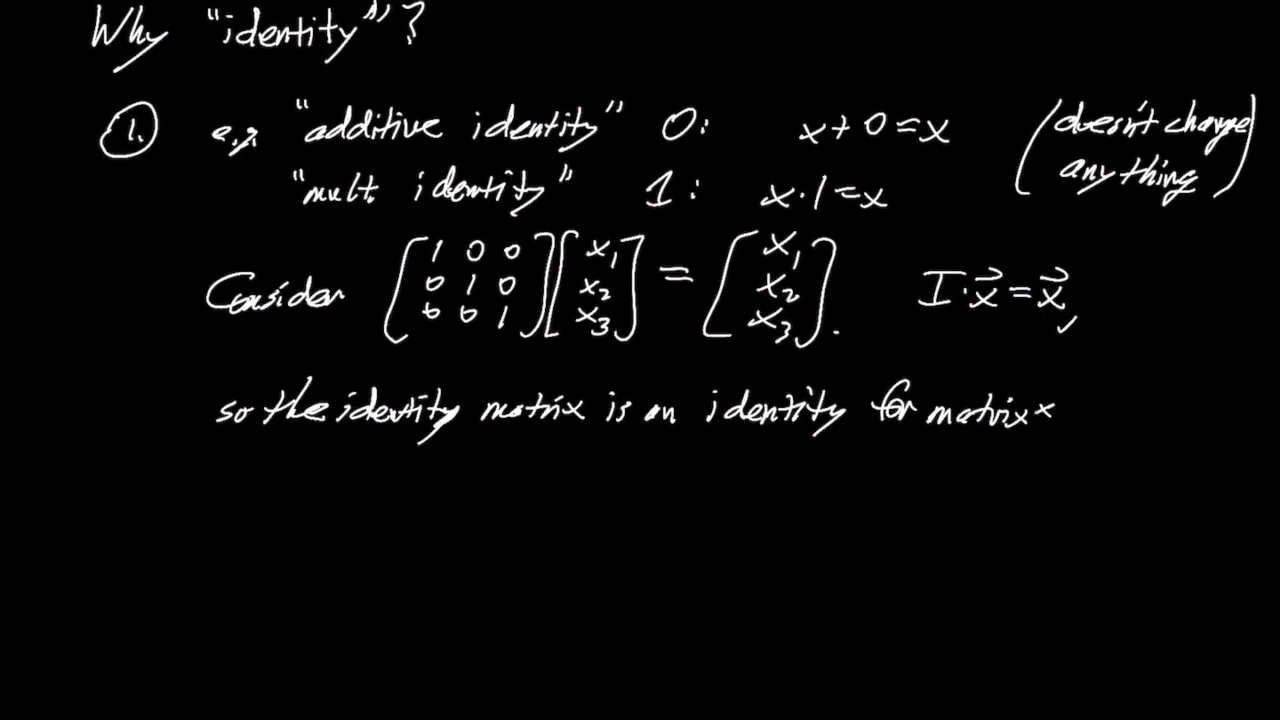 Why "identity"?
1. e.g. "additive identity" 0: x+0=x (doesn't change
"mult. identity" 1: x·1=x anything)
Consider [1 0 0 [x1 = [x1
0 1 0 x2 x2 I·x⃗=x⃗,
0 0 1] x3] x3].
so the identity matrix is an identity for matrix x